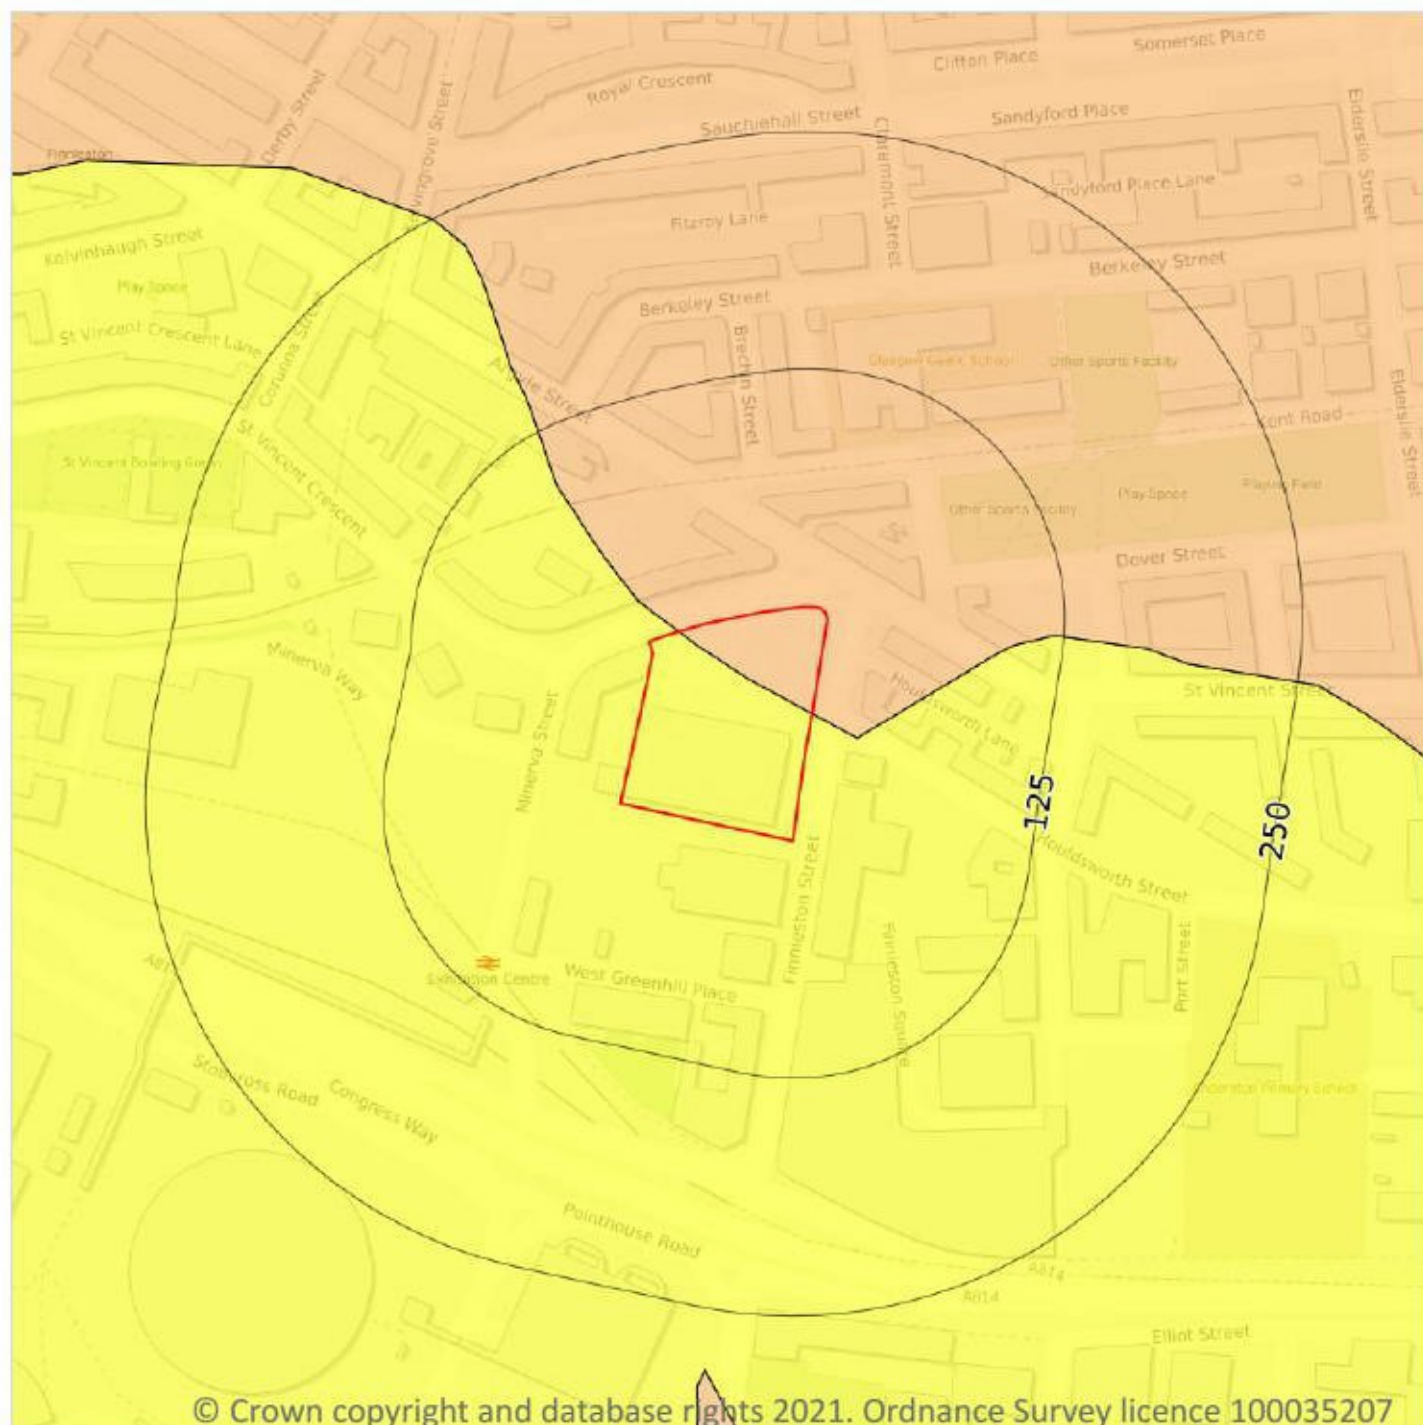 Somerset Place
Clifton Place
Royal Crescent
Derby Street
Sauchiehall Street
Sandyford Place
Claremont Street
Elderslie Street
Finnieston
Sandyford Place Lane
Fitzroy Lane
Kelvinhaugh Street
Berkeley Street
Play Space
Berkeley Street
St Vincent Crescent Lane
Corunna Street
Brechin Street
Argyle Street
Glasgow Gaelic School
Other Sports Facility
Elderslie Street
Kent Road
St Vincent Crescent
St Vincent Bowling Green
Play Space
Playing Field
Other Sports Facility
Dover Street
Minerva Way
Houldsworth Lane
St Vincent Street
Minerva Street
125
250
Houldsworth Street
Finnieston Street
Finnieston Square
Port Street
Exhibition Centre
West Greenhill Place
Stobcross Road
Congress Way
Anderston Primary School
Pointhouse Road
A814
A814
Elliot Street
© Crown copyright and database rights 2021. Ordnance Survey licence 100035207